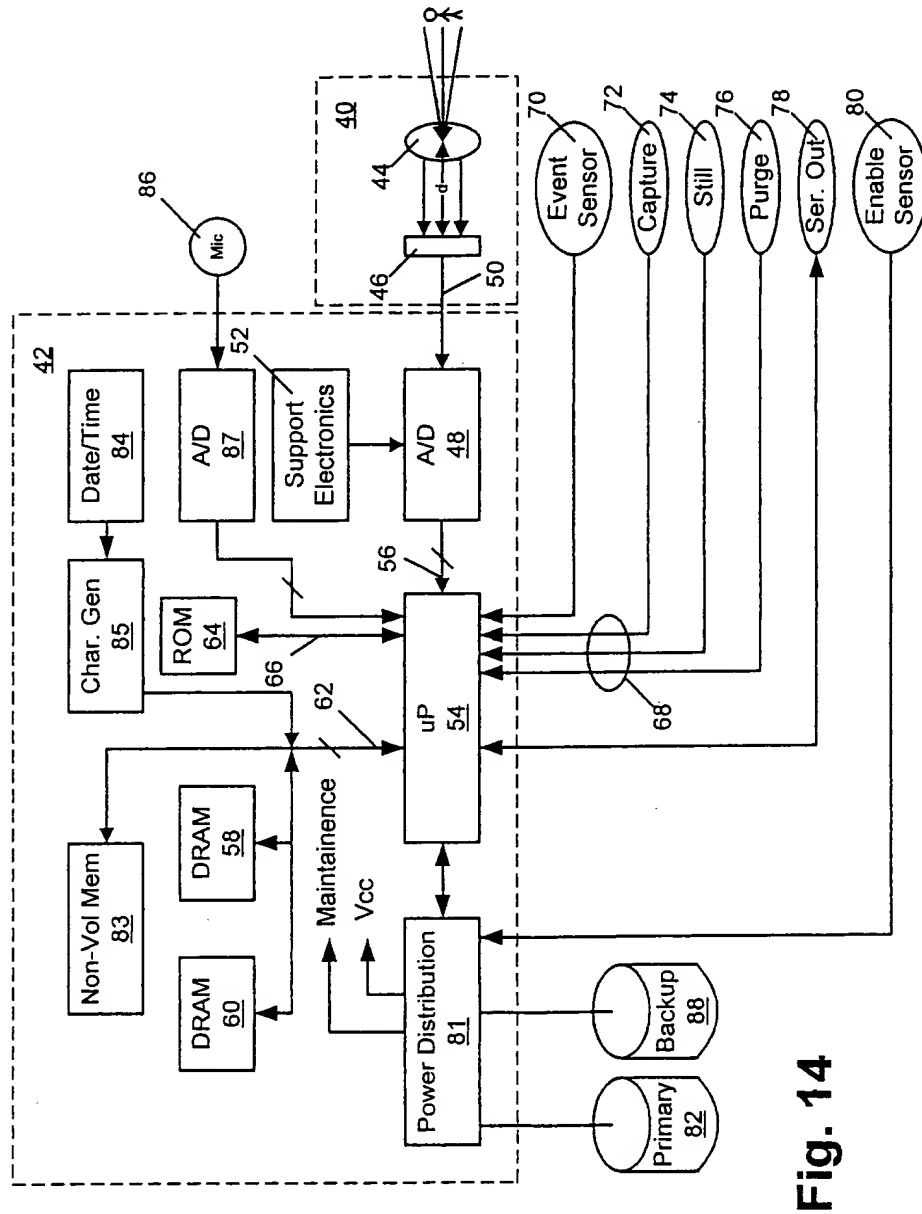 42
Non-Vol Mem
83
Char. Gen
85
Date/Time
84
86
Mic
DRAM
60
DRAM
58
ROM
64
A/D
87
52
Support
Electronics
40
Maintainence
Vcc
62
66
56
50
46
44
d
Power Distribution
81
uP
54
A/D
48
68
Primary
82
Backup
88
Event
Sensor
70
Capture
72
Still
74
Purge
76
Ser. Out
78
Enable
Sensor
80
Fig. 14